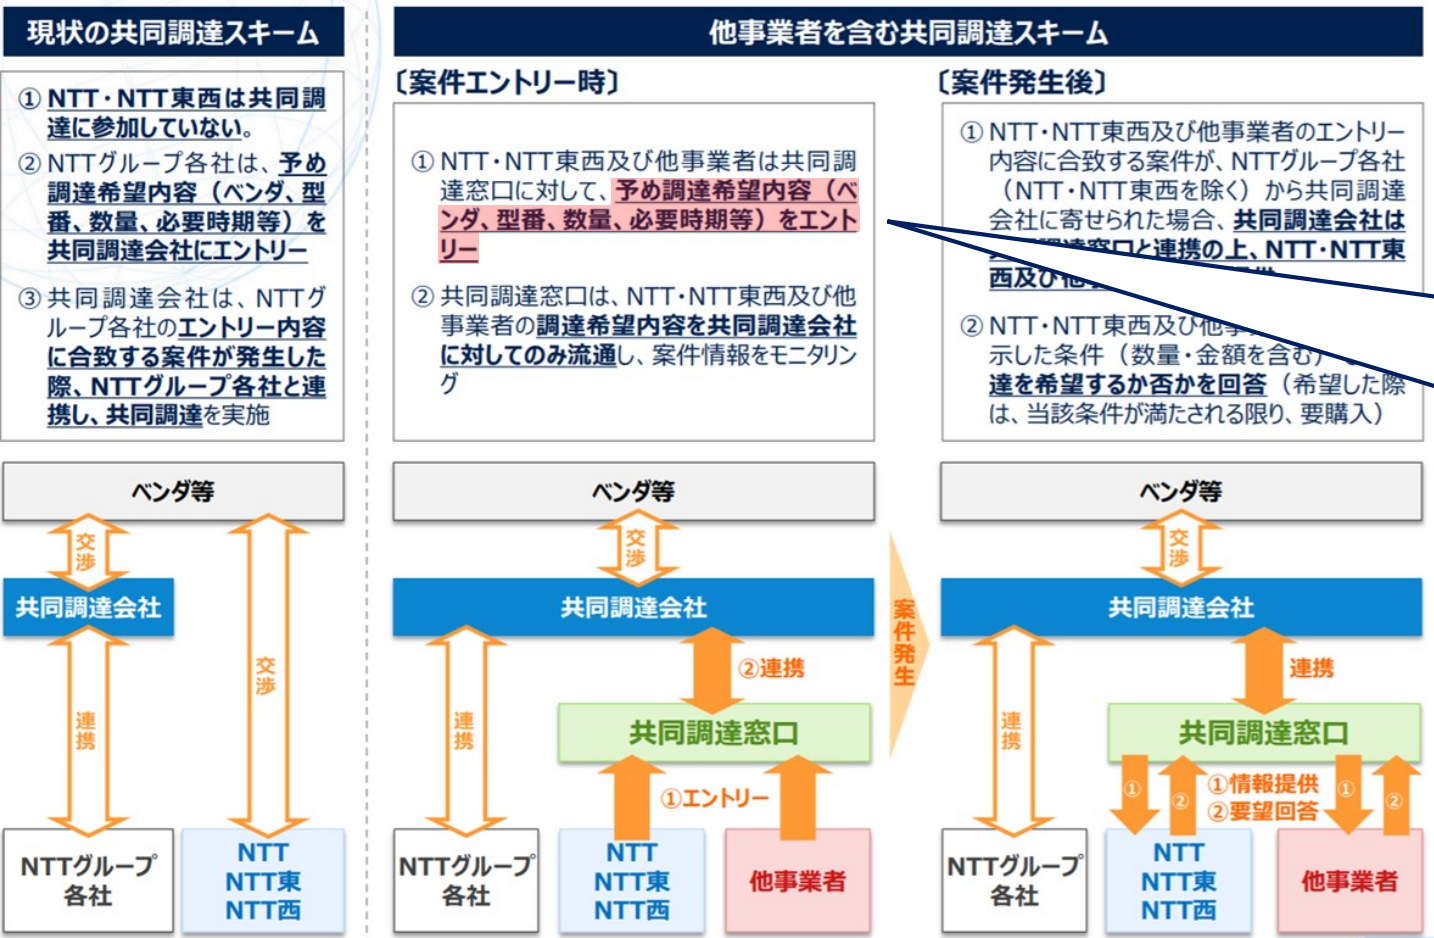 現状の共同調達スキーム
① NTT・NTT東西は共同調
達に参加していない。
② NTTグループ各社は、予め
調達希望内容（ベンダ、型
番、数量、必要時期等）を
共同調達会社にエントリー
③ 共同調達会社は、NTTグ
ループ各社のエントリー内容
に合致する案件が発生した
際、NTTグループ各社と連
携し、共同調達を実施
他事業者を含む共同調達スキーム
〔案件エントリー時〕
① NTT・NTT東西及び他事業者は共同調
達窓口に対して、予め調達希望内容（ベ
ンダ、型番、数量、必要時期等）をエント
リー
② 共同調達窓口は、NTT・NTT東西及び他
事業者の調達希望内容を共同調達会社
に対してのみ流通し、案件情報をモニタリン
グ
〔案件発生後〕
① NTT・NTT東西及び他事業者のエントリー
内容に合致する案件が、NTTグループ各社
（NTT・NTT東西を除く）から共同調達
会社に寄せられた場合、共同調達会社は
調達窓口と連携の上、NTT・NTT東
西及び他
② NTT・NTT東西及び他事
示した条件（数量・金額を含む）
達を希望するか否かを回答（希望した際
は、当該条件が満たされる限り、要購入）
ベンダ等
交渉
共同調達会社
連携
交渉
NTTグループ
各社
NTT
NTT東
NTT西
ベンダ等
交渉
共同調達会社
②連携
連携
共同調達窓口
①エントリー
NTTグループ
各社
NTT
NTT東
NTT西
他事業者
案件発生
ベンダ等
交渉
共同調達会社
連携
連携
共同調達窓口
① ② ①情報提供 ① ②
②要望回答
NTTグループ
各社
NTT
NTT東
NTT西
他事業者